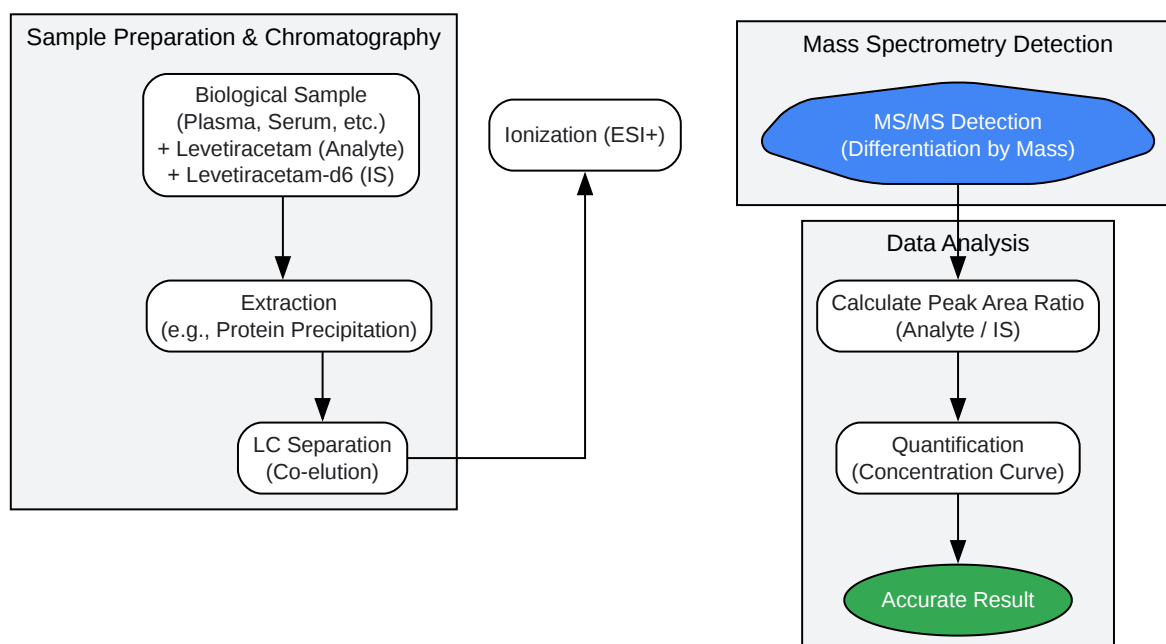 Sample Preparation & Chromatography
Biological Sample
(Plasma, Serum, etc.)
+ Levetiracetam (Analyte)
+ Levetiracetam-d6 (IS)
Extraction
(e.g., Protein Precipitation)
LC Separation
(Co-elution)
Ionization (ESI+)
Mass Spectrometry Detection
MS/MS Detection
(Differentiation by Mass)
Data Analysis
Calculate Peak Area Ratio
(Analyte / IS)
Quantification
(Concentration Curve)
Accurate Result